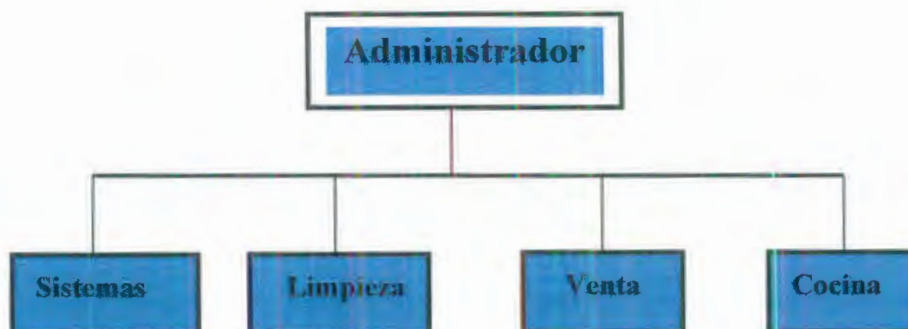 Administrador
Sistemas
Limpieza
Venta
Cocina